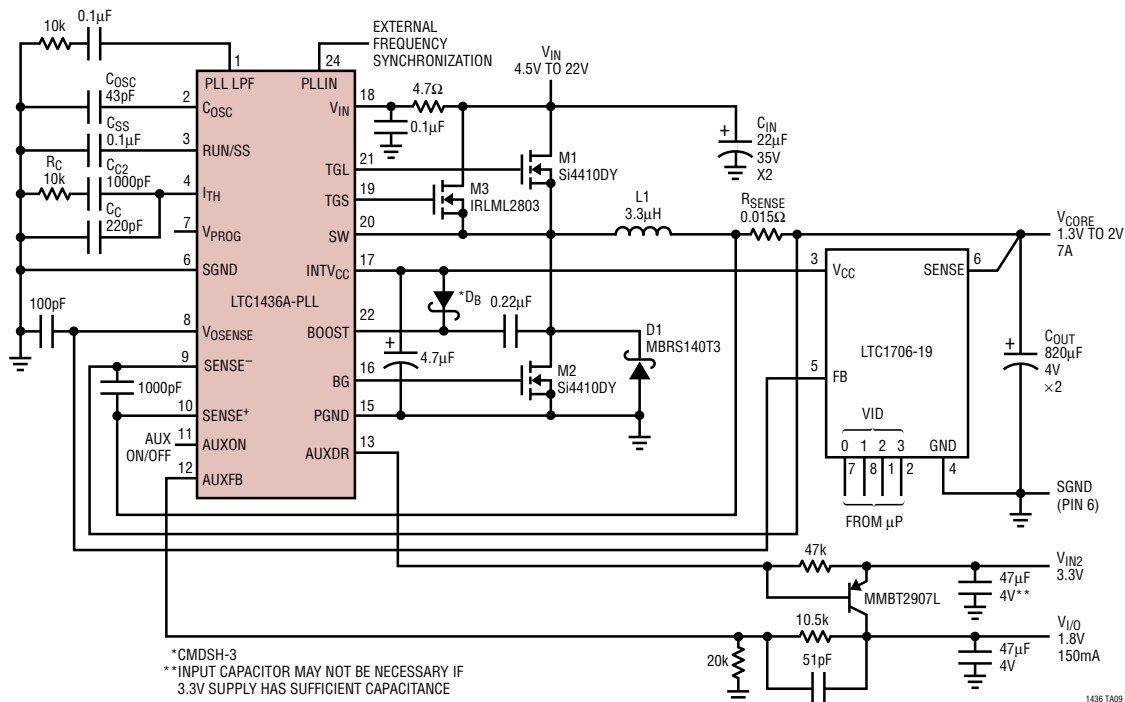 10k
0.1µF
EXTERNAL
FREQUENCY
SYNCHRONIZATION
VIN
4.5V TO 22V
1
24
PLL LPF
PLLIN
COSC
43pF
2
COSC
VIN
18
4.7Ω
0.1µF
CIN
22µF
35V
X2
+
CSS
0.1µF
3
RUN/SS
RC
10k
CC2
1000pF
4
ITH
CC
220pF
7
VPROG
6
SGND
TGL
21
M1
Si4410DY
TGS
19
M3
IRLML2803
SW
20
L1
3.3µH
RSENSE
0.015Ω
VCORE
1.3V TO 2V
7A
INTVCC
17
3
VCC
SENSE
6
LTC1436A-PLL
100pF
8
VOSENSE
BOOST
22
*DB
0.22µF
+
4.7µF
D1
MBRS140T3
LTC1706-19
5
FB
+
COUT
820µF
4V
×2
9
SENSE–
1000pF
10
SENSE+
BG
16
M2
Si4410DY
PGND
15
AUX
ON/OFF
11
AUXON
AUXDR
13
12
AUXFB
VID
0 1 2 3
GND
7 8 1 2
4
FROM µP
SGND
(PIN 6)
47k
VIN2
3.3V
47µF
4V**
MMBT2907L
10.5k
VI/O
1.8V
150mA
20k
51pF
47µF
4V
*CMDSH-3
**INPUT CAPACITOR MAY NOT BE NECESSARY IF
3.3V SUPPLY HAS SUFFICIENT CAPACITANCE
1436 TA09